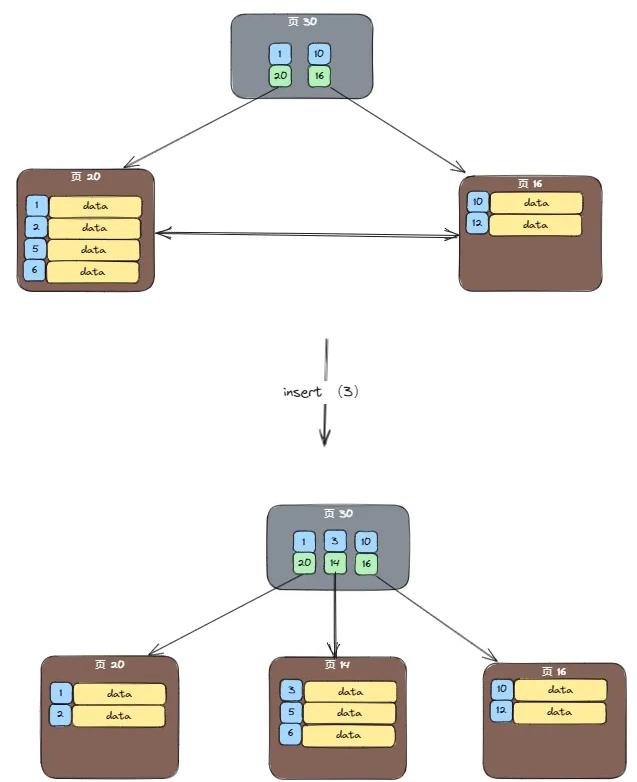 页 30
1 10
20 16
页 20
1 data
2 data
5 data
6 data
页 16
10 data
12 data
insert （3）
页 30
1 3 10
20 14 16
页 20
1 data
2 data
页 14
3 data
5 data
6 data
页 16
10 data
12 data